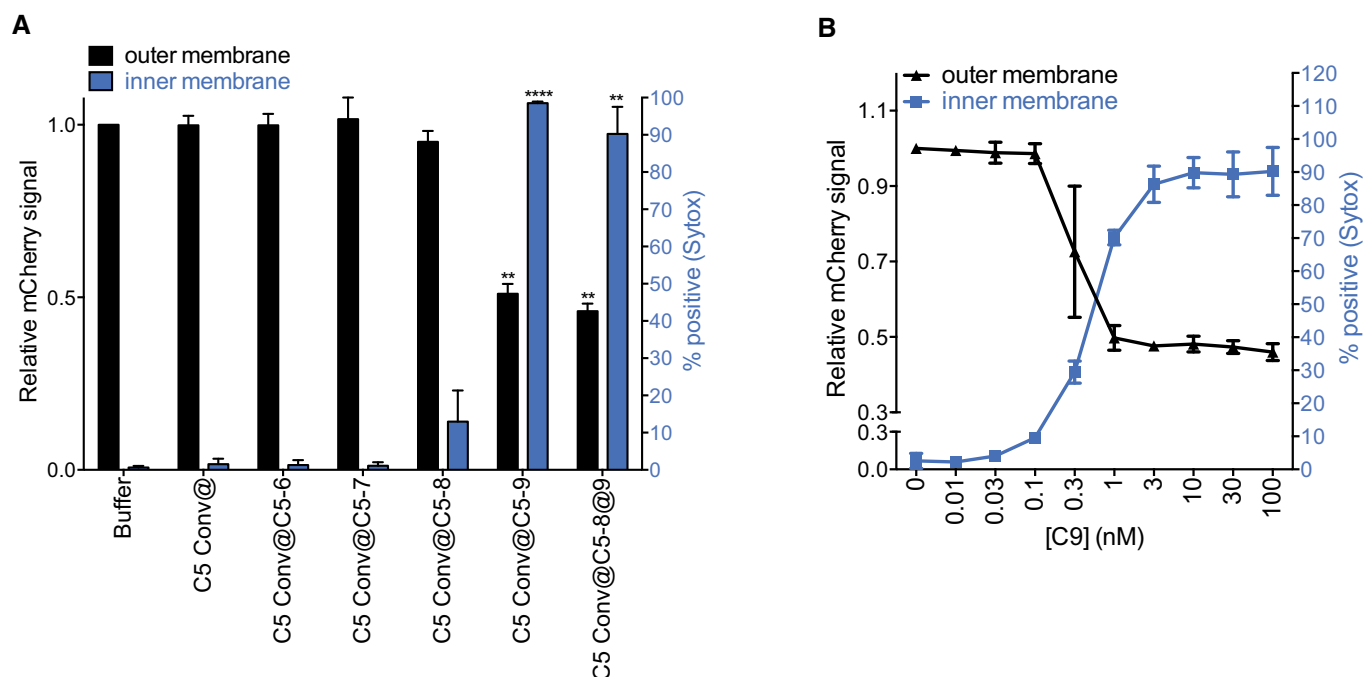 A
outer membrane
inner membrane
Relative mCherry signal
1.0
0.5
0.0
**
****
**
**
100
90
80
70
60
50
40
30
20
10
0
% positive (Sytox)
Buffer
C5 Conv@
C5 Conv@C5-6
C5 Conv@C5-7
C5 Conv@C5-8
C5 Conv@C5-9
C5 Conv@C5-8@9
B
outer membrane
inner membrane
Relative mCherry signal
1.1
0.9
0.7
0.5
0.3
0.3
0.0
120
110
100
90
80
70
60
50
40
30
20
10
0
% positive (Sytox)
0
0.01
0.03
0.1
0.3
1
3
10
30
100
[C9] (nM)